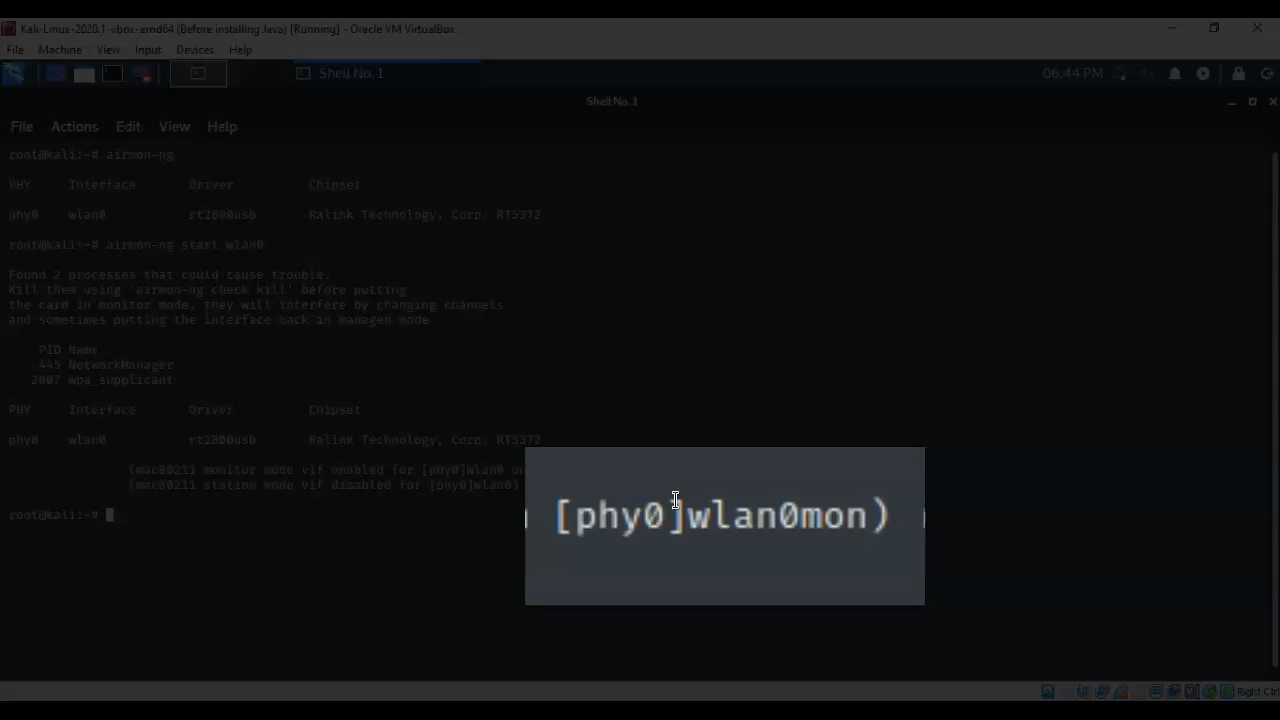 Kali-Linux-2020.1-vbox-amd64 (Before installing Java) [Running] - Oracle VM VirtualBox
File Machine View Input Devices Help
Shell No. 1
06:44 PM
Shell No. 1
File Actions Edit View Help
root@kali:~# airmon-ng
PHY Interface Driver Chipset
phy0 wlan0 rt2800usb Ralink Technology, Corp. RT5372
root@kali:~# airmon-ng start wlan0
Found 2 processes that could cause trouble.
Kill them using 'airmon-ng check kill' before putting
the card in monitor mode, they will interfere by changing channels
and sometimes putting the interface back in managed mode
PID Name
445 NetworkManager
2007 wpa_supplicant
PHY Interface Driver Chipset
phy0 wlan0 rt2800usb Ralink Technology, Corp. RT5372
(mac80211 monitor mode vif enabled for [phy0]wlan0 on
[phy0]wlan0mon)
(mac80211 station mode vif disabled for [phy0]wlan0)
root@kali:~#
Right Ctrl